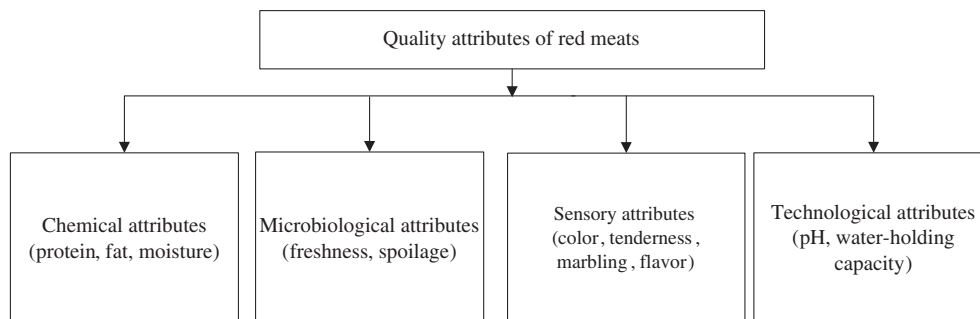 Quality attributes of red meats
Chemical attributes
(protein, fat, moisture)
Microbiological attributes
(freshness, spoilage)
Sensory attributes
(color, tenderness,
marbling, flavor)
Technological attributes
(pH, water-holding
capacity)